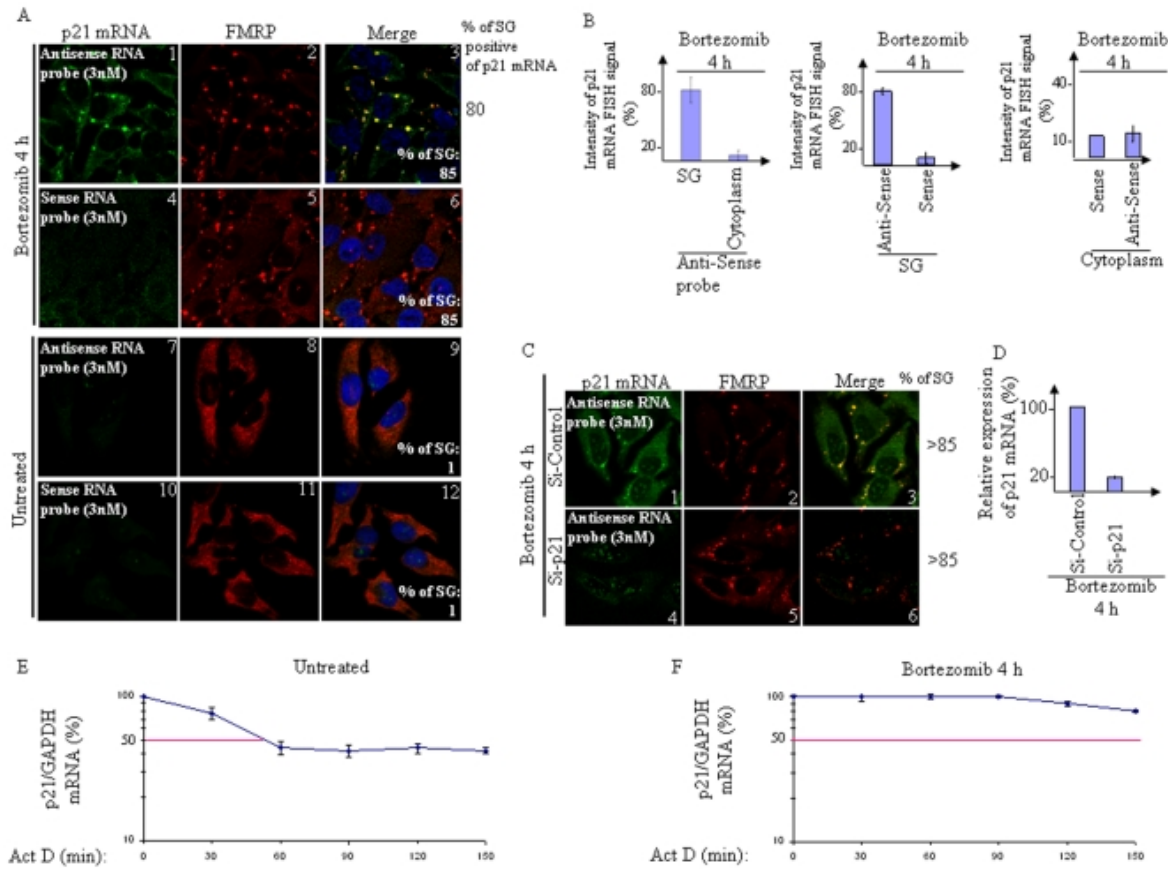 A
p21 mRNA
FMRP
Merge
% of SG
positive
of p21 mRNA
Bortezomib 4 h
Antisense RNA
probe (3nM)
1
2
3
% of SG:
85
80
Sense RNA
probe (3nM)
4
5
6
% of SG:
85
Untreated
Antisense RNA
probe (3nM)
7
8
9
% of SG:
1
Sense RNA
probe (3nM)
10
11
12
% of SG:
1
B
Bortezomib
4 h
Intensity of p21
mRNA FISH signal
(%)
80
20
SG
Cytoplasm
Anti-Sense
probe
Bortezomib
4 h
Intensity of p21
mRNA FISH signal
(%)
80
20
Anti-Sense
Sense
SG
Bortezomib
4 h
Intensity of p21
mRNA FISH signal
(%)
40
10
Sense
Anti-Sense
Cytoplasm
C
p21 mRNA
FMRP
Merge
% of SG
Bortezomib 4 h
Si-Control
Antisense RNA
probe (3nM)
1
2
3
>85
Si-p21
Antisense RNA
probe (3nM)
4
5
6
>85
D
Relative expression
of p21 mRNA (%)
100
20
Si-Control
Si-p21
Bortezomib
4 h
E
Untreated
p21/GAPDH
mRNA (%)
100
50
10
Act D (min):
0
30
60
90
120
150
F
Bortezomib 4 h
p21/GAPDH
mRNA (%)
100
50
10
Act D (min):
0
30
60
90
120
150